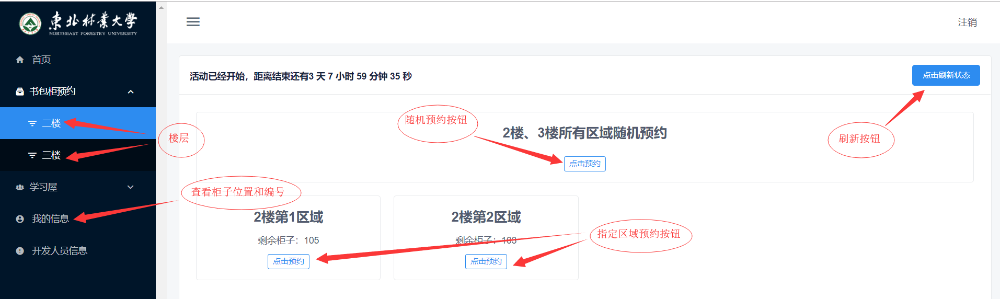 東北林業大學
NORTHEAST FORESTRY UNIVERSITY
首页
书包柜预约
二楼
三楼
学习屋
我的信息
开发人员信息
注销
活动已经开始，距离结束还有3 天 7 小时 59 分钟 35 秒
点击刷新状态
随机预约按钮
2楼、3楼所有区域随机预约
点击预约
楼层
刷新按钮
查看柜子位置和编号
2楼第1区域
剩余柜子：105
点击预约
2楼第2区域
剩余柜子：103
点击预约
指定区域预约按钮